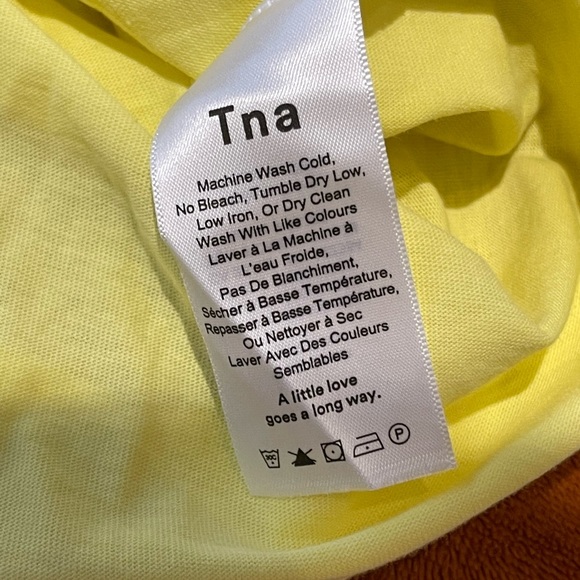 Tna
Machine Wash Cold,
No Bleach, Tumble Dry Low,
Low Iron, Or Dry Clean
Wash With Like Colours
Laver à La Machine à
L'eau Froide,
Pas De Blanchiment,
Sécher à Basse Température,
Repasser à Basse Température,
Ou Nettoyer à Sec
Laver Avec Des Couleurs
Semblables
A little love
goes a long way.
30C P